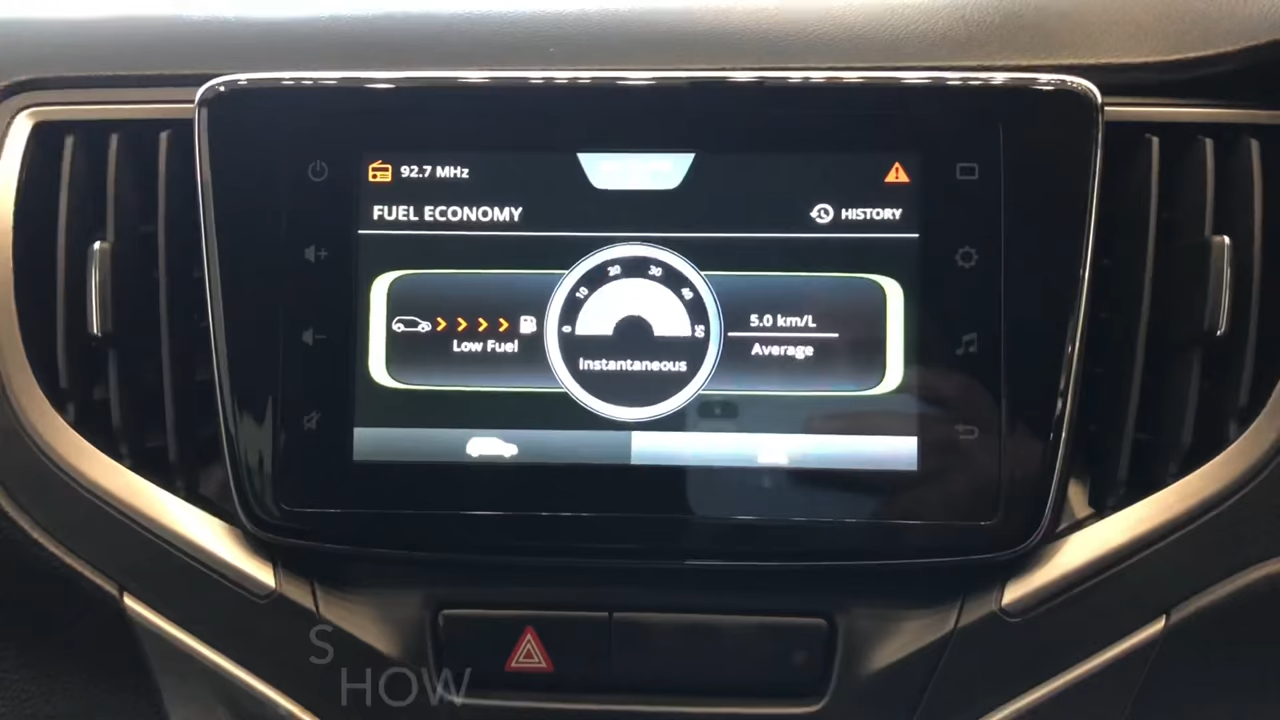 92.7 MHz
FUEL ECONOMY
HISTORY
0 10 20 30 40 50
Low Fuel
Instantaneous
5.0 km/L
Average
S
HOW